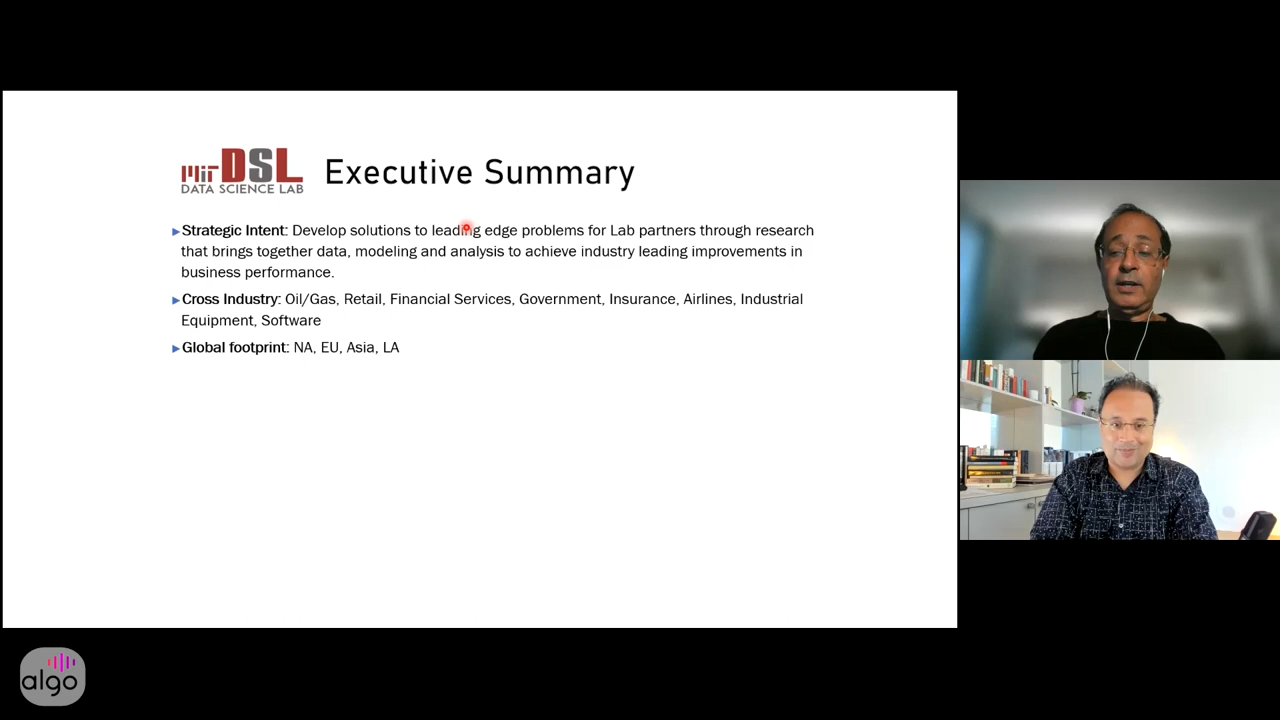 MIT DSL
DATA SCIENCE LAB
Executive Summary
Strategic Intent: Develop solutions to leading edge problems for Lab partners through research
that brings together data, modeling and analysis to achieve industry leading improvements in
business performance.
Cross Industry: Oil/Gas, Retail, Financial Services, Government, Insurance, Airlines, Industrial
Equipment, Software
Global footprint: NA, EU, Asia, LA
algo